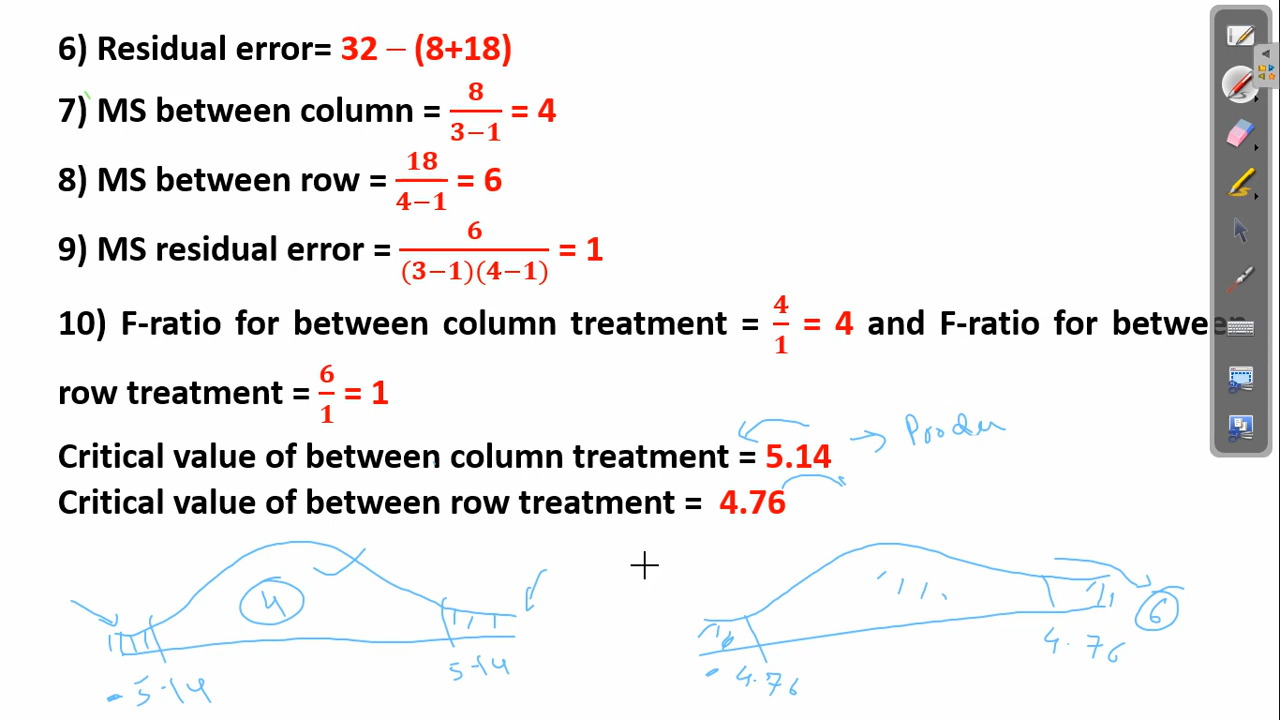 6) Residual error= 32 – (8+18)
7) MS between column = 8/(3−1) = 4
8) MS between row = 18/(4−1) = 6
9) MS residual error = 6/((3−1)(4−1)) = 1
10) F-ratio for between column treatment = 4/1 = 4 and F-ratio for between
row treatment = 6/1 = 1
Critical value of between column treatment = 5.14 → Produ
Critical value of between row treatment = 4.76
4
6
-5.14
5.14
-4.76
4.76